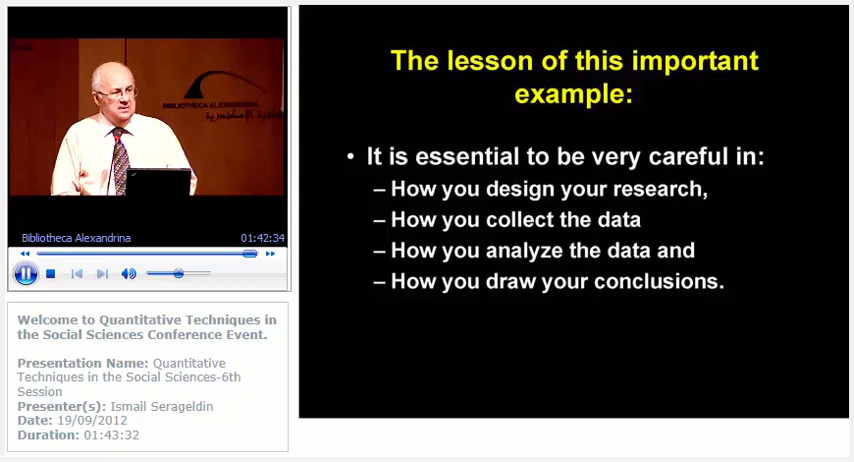 BIBLIOTHECA ALEXANDRINA
Bibliotheca Alexandrina 01:42:34
Welcome to Quantitative Techniques in
the Social Sciences Conference Event.
Presentation Name: Quantitative
Techniques in the Social Sciences-6th
Session
Presenter(s): Ismail Serageldin
Date: 19/09/2012
Duration: 01:43:32
The lesson of this important
example:
• It is essential to be very careful in:
– How you design your research,
– How you collect the data
– How you analyze the data and
– How you draw your conclusions.